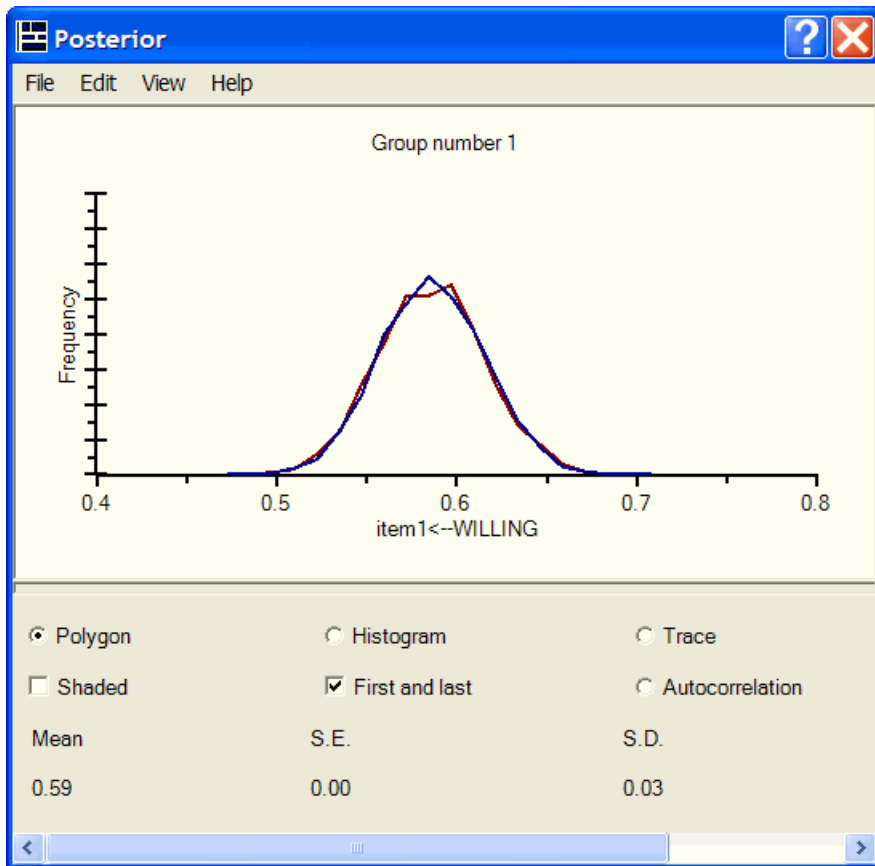 Posterior
File Edit View Help
Group number 1
Frequency
0.4 0.5 0.6 0.7 0.8
item1<--WILLING
Polygon Histogram Trace
Shaded First and last Autocorrelation
Mean S.E. S.D.
0.59 0.00 0.03